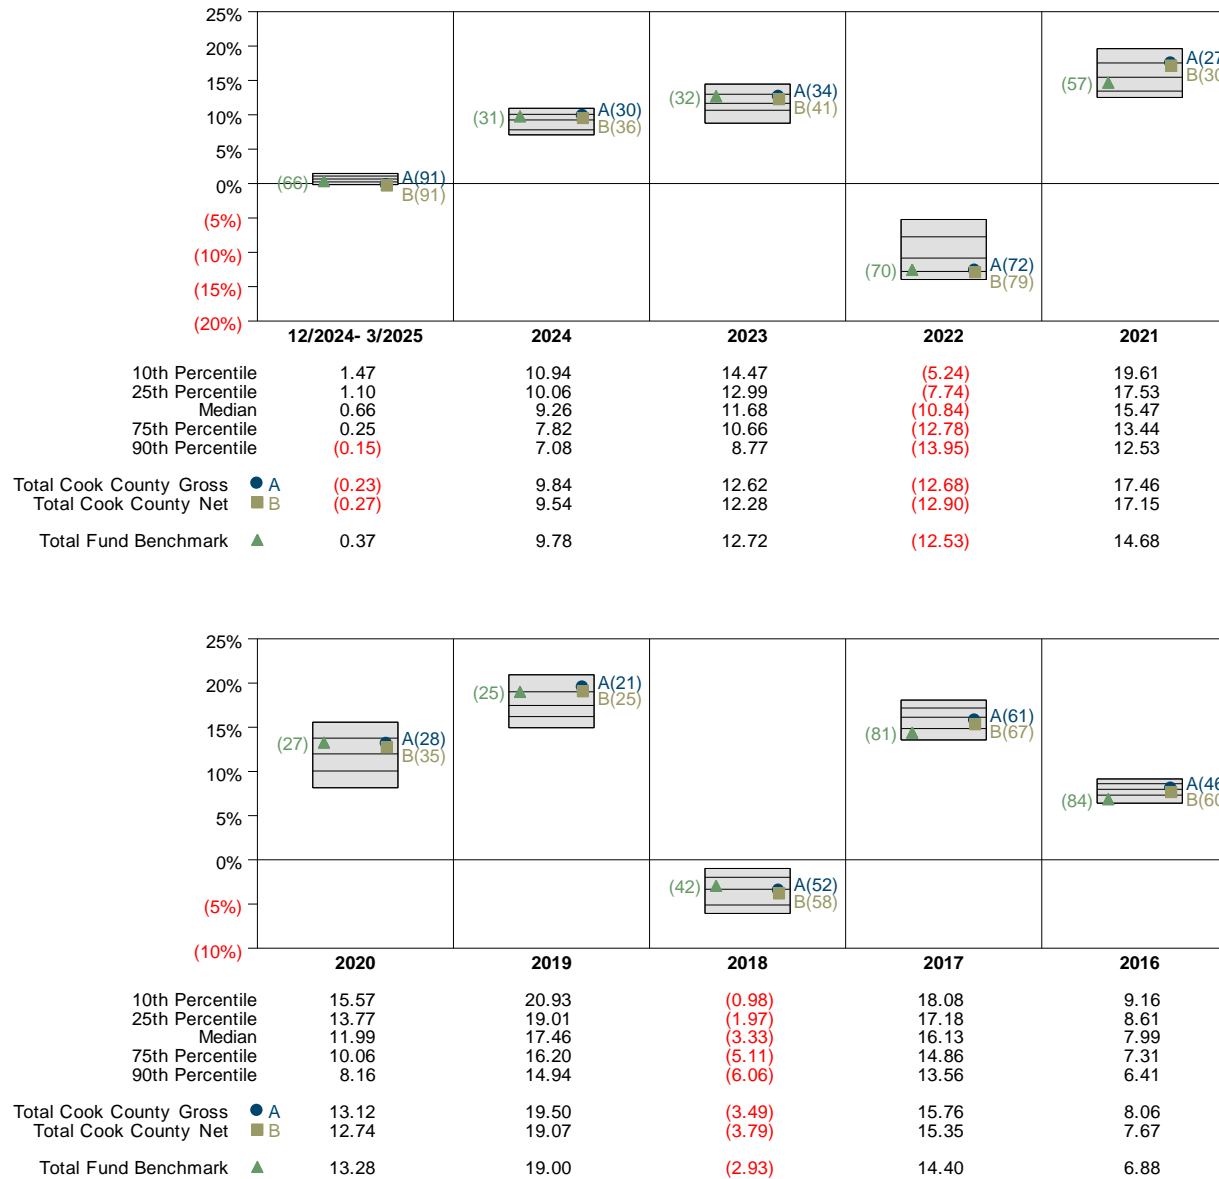 25%
20%
15%
10%
5%
0%
(5%)
(10%)
(15%)
(20%)
(66) A(91)
B(91)
(31) A(30)
B(36)
(32) A(34)
B(41)
(70) A(72)
B(79)
(57) A(27
B(30
12/2024- 3/2025 2024 2023 2022 2021
10th Percentile 1.47 10.94 14.47 (5.24) 19.61
25th Percentile 1.10 10.06 12.99 (7.74) 17.53
Median 0.66 9.26 11.68 (10.84) 15.47
75th Percentile 0.25 7.82 10.66 (12.78) 13.44
90th Percentile (0.15) 7.08 8.77 (13.95) 12.53
Total Cook County Gross A (0.23) 9.84 12.62 (12.68) 17.46
Total Cook County Net B (0.27) 9.54 12.28 (12.90) 17.15
Total Fund Benchmark 0.37 9.78 12.72 (12.53) 14.68
25%
20%
15%
10%
5%
0%
(5%)
(10%)
(27) A(28)
B(35)
(25) A(21)
B(25)
(42) A(52)
B(58)
(81) A(61)
B(67)
(84) A(46
B(60
2020 2019 2018 2017 2016
10th Percentile 15.57 20.93 (0.98) 18.08 9.16
25th Percentile 13.77 19.01 (1.97) 17.18 8.61
Median 11.99 17.46 (3.33) 16.13 7.99
75th Percentile 10.06 16.20 (5.11) 14.86 7.31
90th Percentile 8.16 14.94 (6.06) 13.56 6.41
Total Cook County Gross A 13.12 19.50 (3.49) 15.76 8.06
Total Cook County Net B 12.74 19.07 (3.79) 15.35 7.67
Total Fund Benchmark 13.28 19.00 (2.93) 14.40 6.88